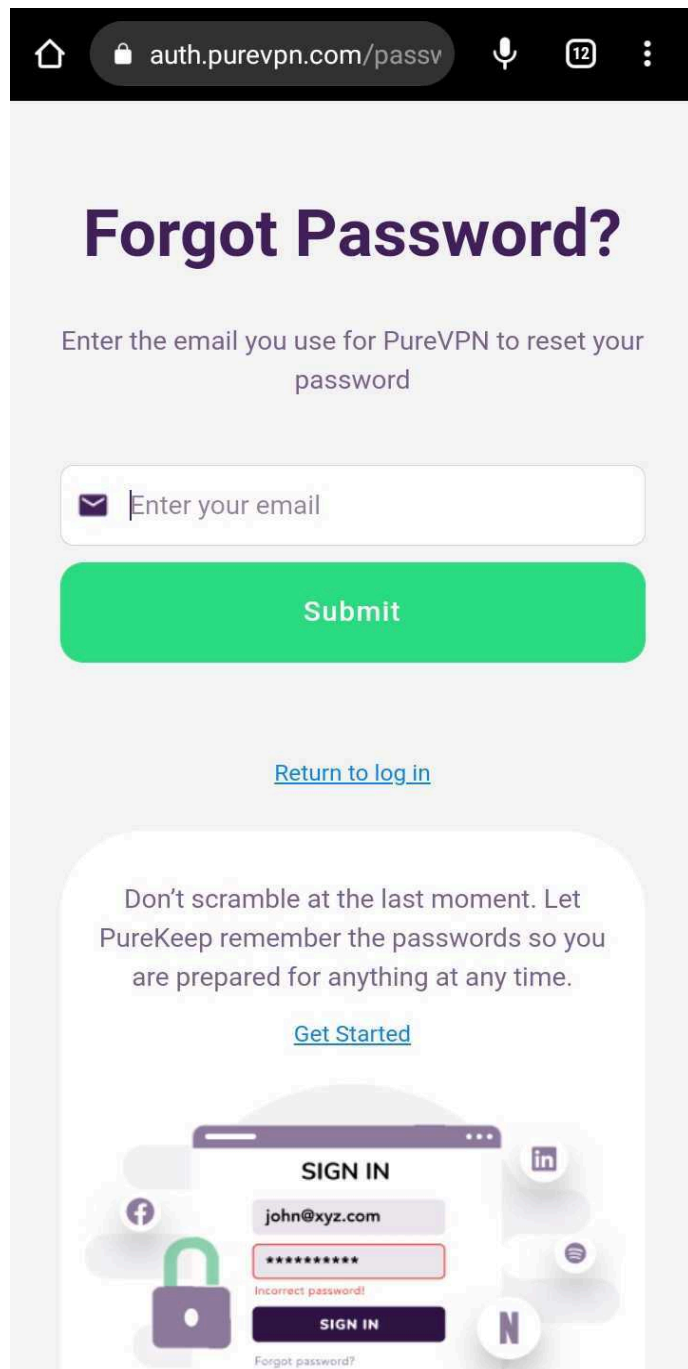 auth.purevpn.com/passw
12
Forgot Password?
Enter the email you use for PureVPN to reset your
password
Enter your email
Submit
Return to log in
Don’t scramble at the last moment. Let
PureKeep remember the passwords so you
are prepared for anything at any time.
Get Started
SIGN IN
in
john@xyz.com
**********
Incorrect password!
SIGN IN
N
Forgot password?